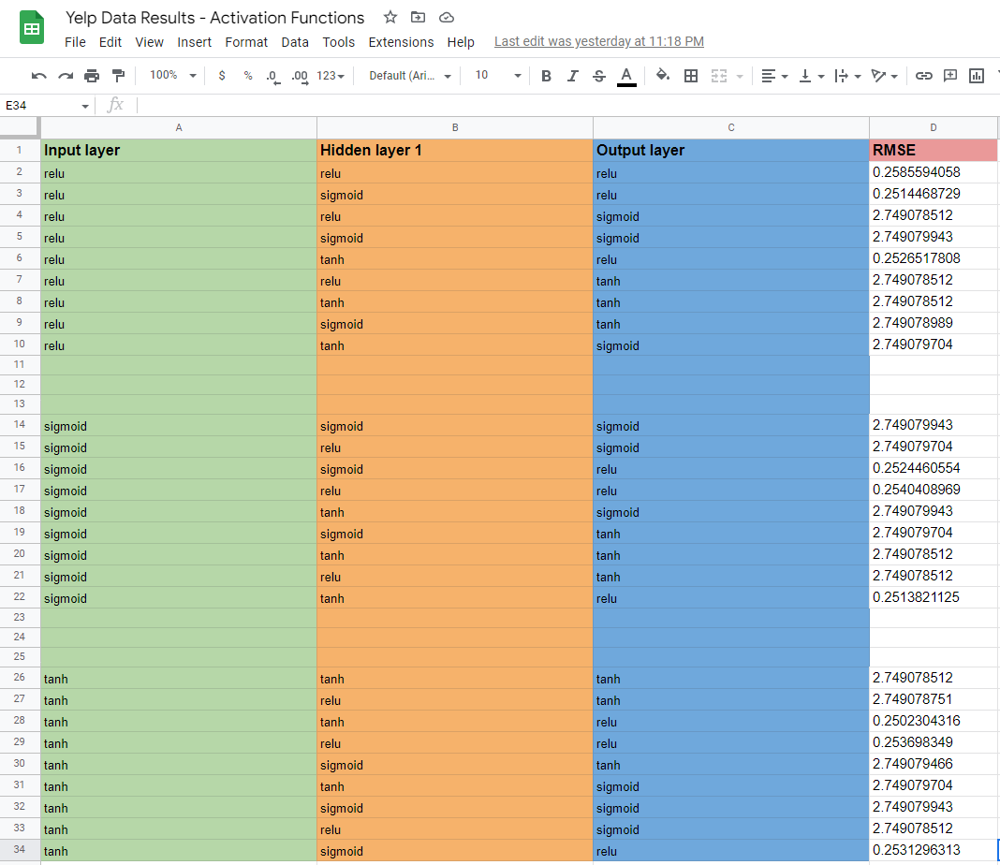 Yelp Data Results - Activation Functions
File Edit View Insert Format Data Tools Extensions Help Last edit was yesterday at 11:18 PM
100% $ % .0 .00 123 Default (Ari... 10 B I S A
E34 fx
A B C D
1 Input layer Hidden layer 1 Output layer RMSE
2 relu relu relu 0.2585594058
3 relu sigmoid relu 0.2514468729
4 relu relu sigmoid 2.749078512
5 relu sigmoid sigmoid 2.749079943
6 relu tanh relu 0.2526517808
7 relu relu tanh 2.749078512
8 relu tanh tanh 2.749078512
9 relu sigmoid tanh 2.749078989
10 relu tanh sigmoid 2.749079704
11
12
13
14 sigmoid sigmoid sigmoid 2.749079943
15 sigmoid relu sigmoid 2.749079704
16 sigmoid sigmoid relu 0.2524460554
17 sigmoid relu relu 0.2540408969
18 sigmoid tanh sigmoid 2.749079943
19 sigmoid sigmoid tanh 2.749079704
20 sigmoid tanh tanh 2.749078512
21 sigmoid relu tanh 2.749078512
22 sigmoid tanh relu 0.2513821125
23
24
25
26 tanh tanh tanh 2.749078512
27 tanh relu tanh 2.749078751
28 tanh tanh relu 0.2502304316
29 tanh relu relu 0.253698349
30 tanh sigmoid tanh 2.749079466
31 tanh tanh sigmoid 2.749079704
32 tanh sigmoid sigmoid 2.749079943
33 tanh relu sigmoid 2.749078512
34 tanh sigmoid relu 0.2531296313